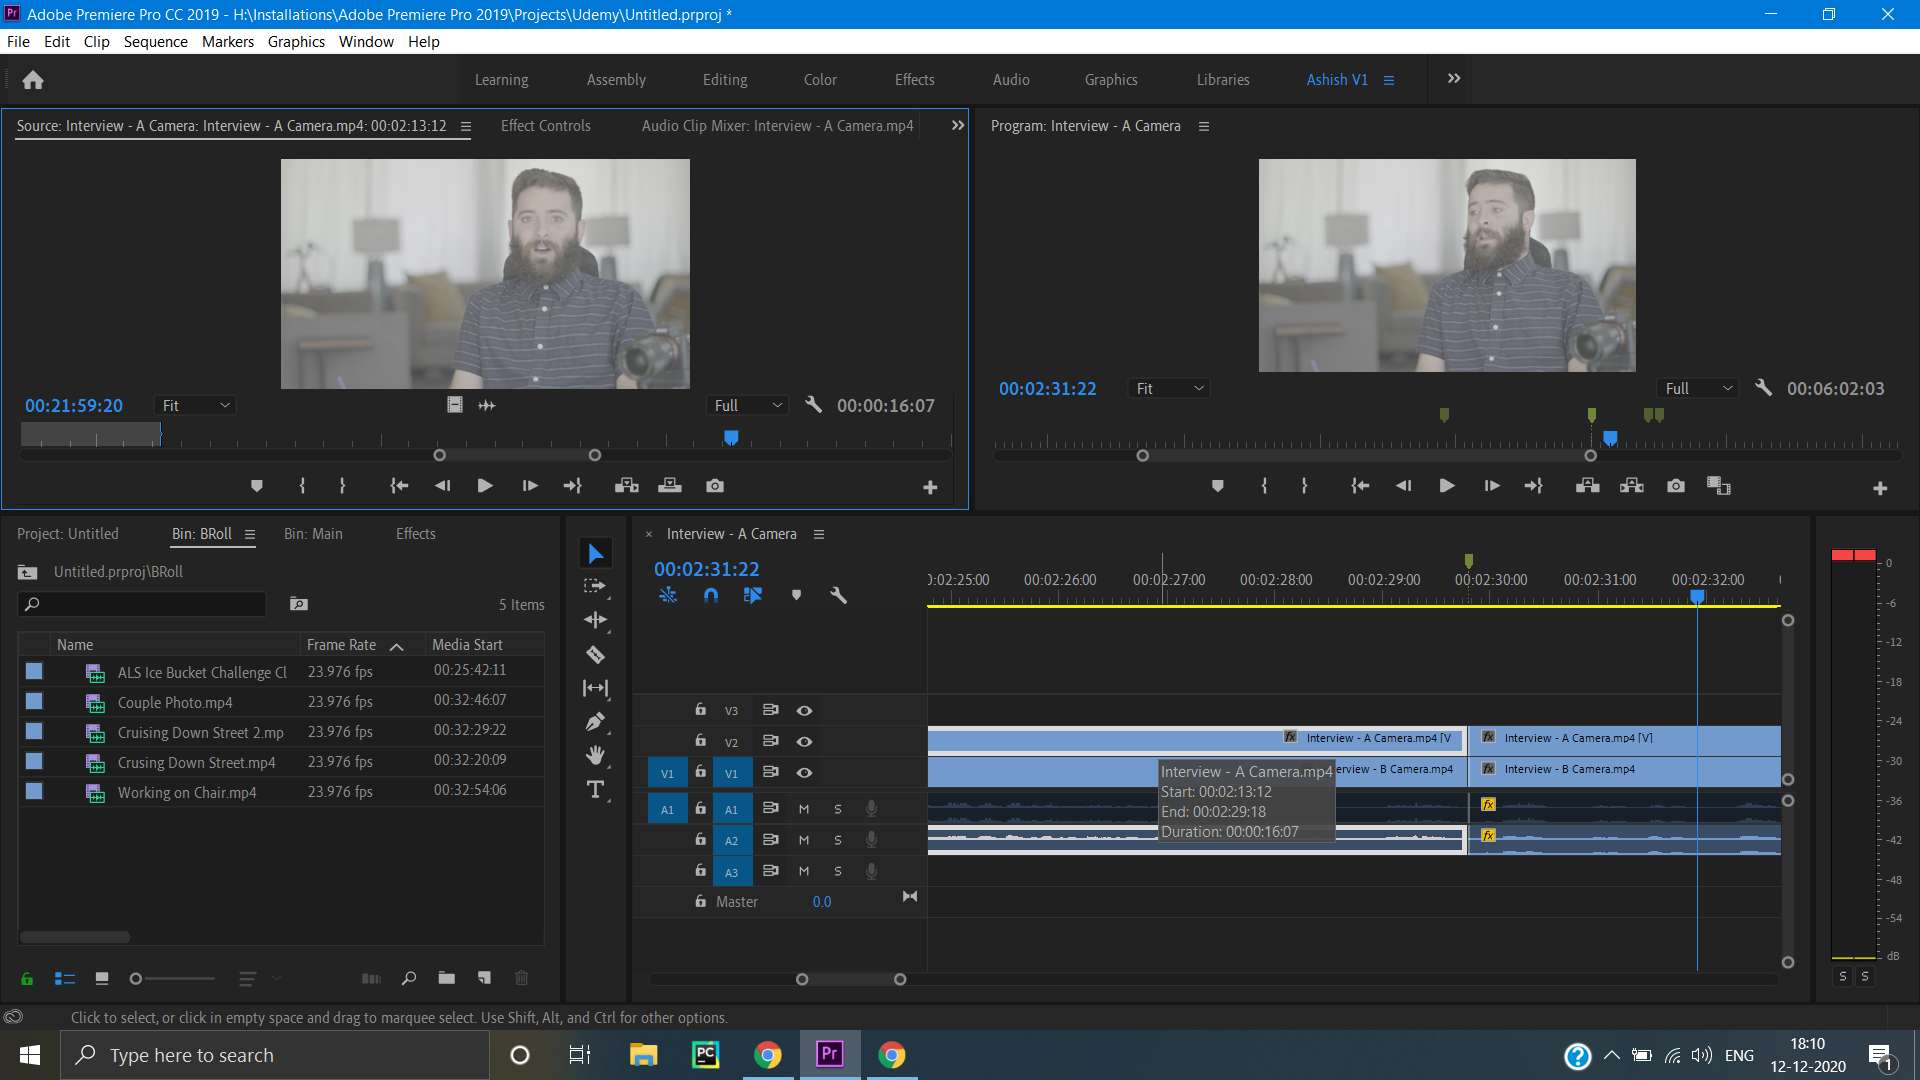 Pr Adobe Premiere Pro CC 2019 - H:\Installations\Adobe Premiere Pro 2019\Projects\Udemy\Untitled.prproj *
File Edit Clip Sequence Markers Graphics Window Help
Learning Assembly Editing Color Effects Audio Graphics Libraries Ashish V1
Source: Interview - A Camera: Interview - A Camera.mp4: 00:02:13:12 Effect Controls Audio Clip Mixer: Interview - A Camera.mp4
Program: Interview - A Camera
00:21:59:20 Fit Full 00:00:16:07
00:02:31:22 Fit Full 00:06:02:03
Project: Untitled Bin: BRoll Bin: Main Effects
Untitled.prproj\BRoll
5 Items
Name Frame Rate Media Start
ALS Ice Bucket Challenge Cl 23.976 fps 00:25:42:11
Couple Photo.mp4 23.976 fps 00:32:46:07
Cruising Down Street 2.mp 23.976 fps 00:32:29:22
Crusing Down Street.mp4 23.976 fps 00:32:20:09
Working on Chair.mp4 23.976 fps 00:32:54:06
× Interview - A Camera
00:02:31:22
):02:25:00 00:02:26:00 00:02:27:00 00:02:28:00 00:02:29:00 00:02:30:00 00:02:31:00 00:02:32:00
V3
V2 fx Interview - A Camera.mp4 [V fx Interview - A Camera.mp4 [V]
V1 V1 erview - B Camera.mp4 fx Interview - B Camera.mp4
Interview - A Camera.mp4
Start: 00:02:13:12
End: 00:02:29:18
Duration: 00:00:16:07
A1 A1 M S fx
A2 M S fx
A3 M S
Master 0.0
0
-6
-12
-18
-24
-30
-36
-42
-48
-54
dB
S S
Click to select, or click in empty space and drag to marquee select. Use Shift, Alt, and Ctrl for other options.
Type here to search
PC
Pr
ENG
18:10
12-12-2020
1